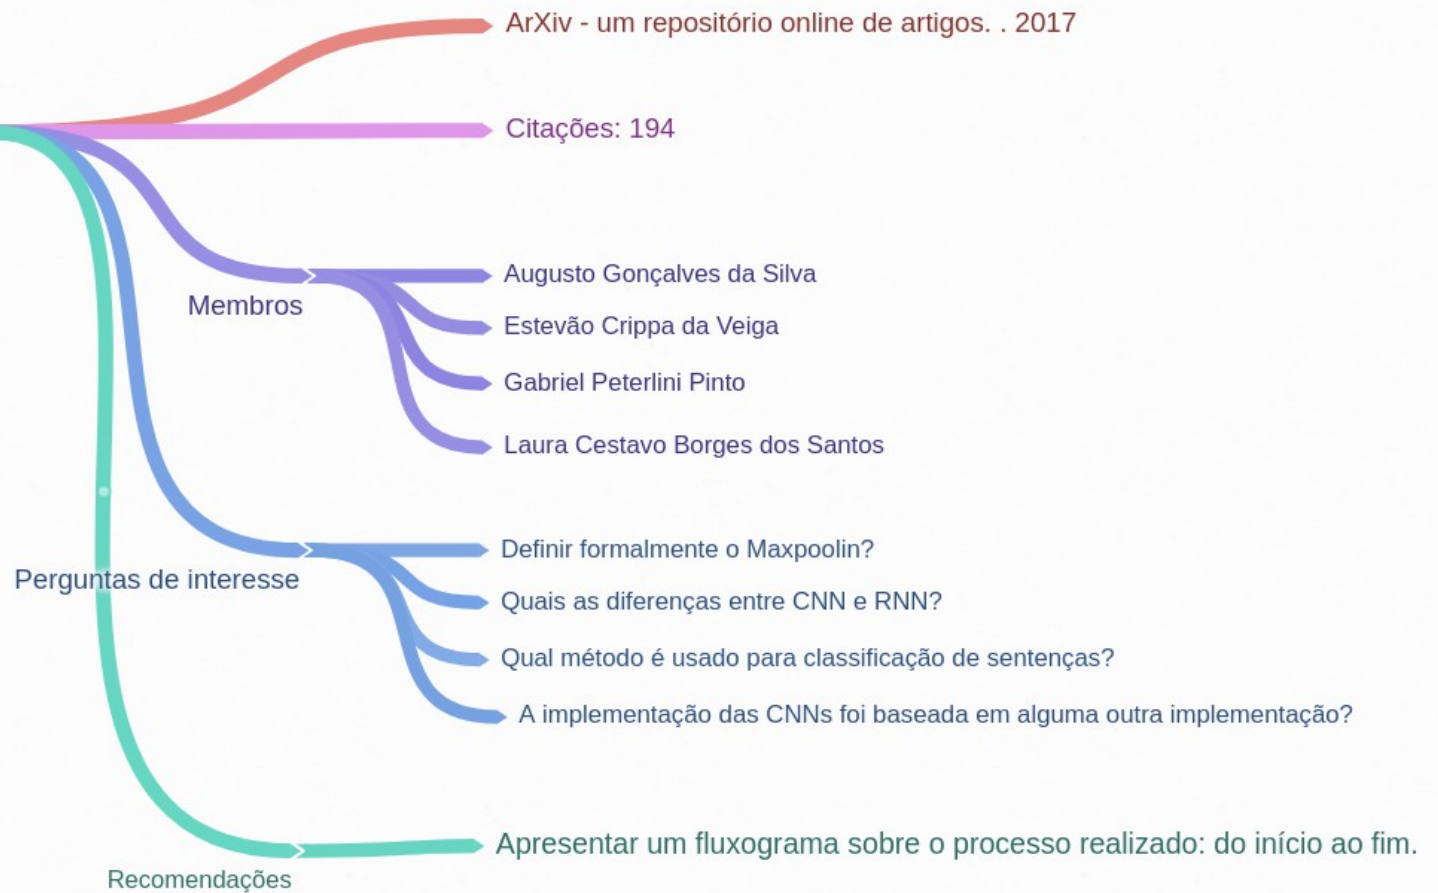 ArXiv - um repositório online de artigos. . 2017
Citações: 194
Membros
Augusto Gonçalves da Silva
Estevão Crippa da Veiga
Gabriel Peterlini Pinto
Laura Cestavo Borges dos Santos
Perguntas de interesse
Definir formalmente o Maxpoolin?
Quais as diferenças entre CNN e RNN?
Qual método é usado para classificação de sentenças?
A implementação das CNNs foi baseada em alguma outra implementação?
Recomendações
Apresentar um fluxograma sobre o processo realizado: do início ao fim.